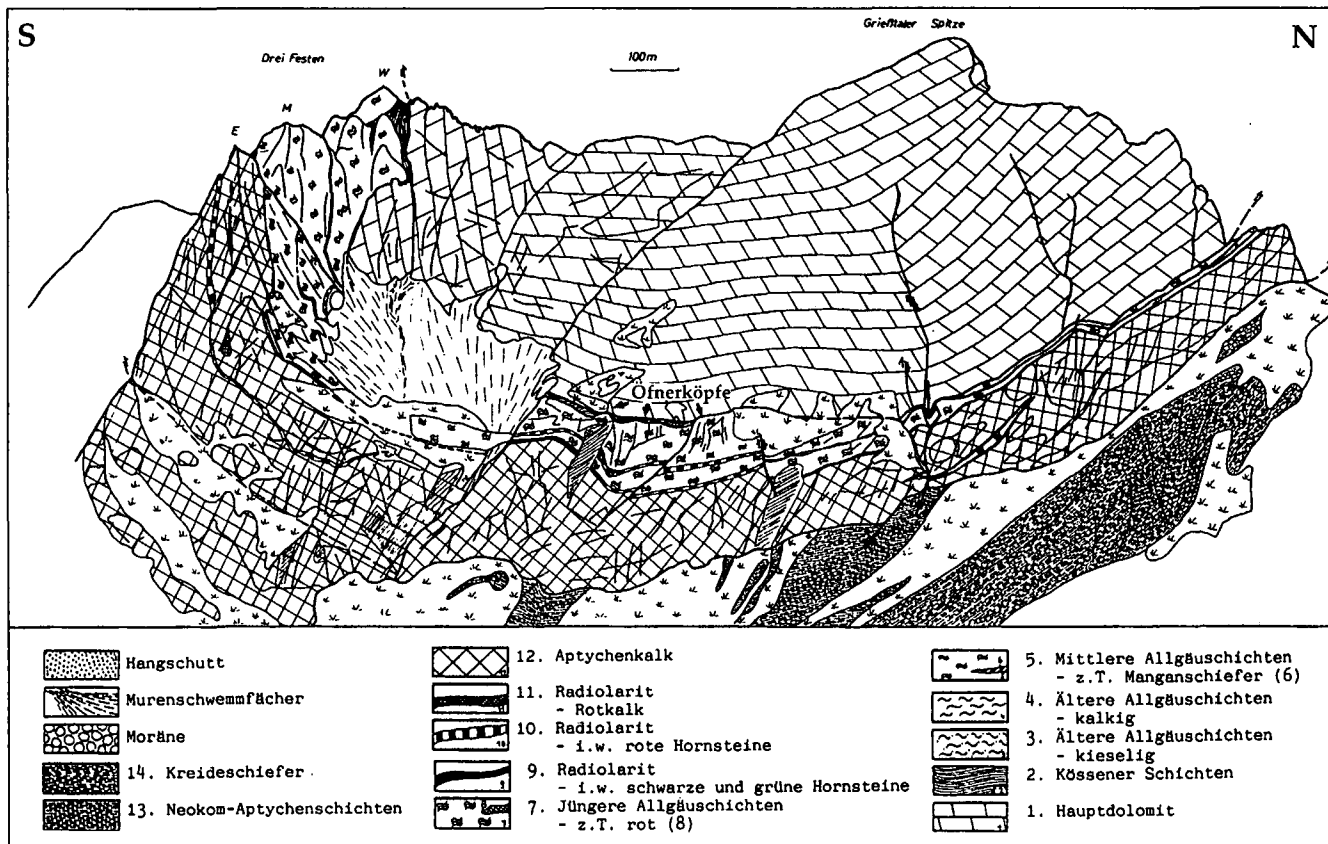 S
N
Grießtaler Spitze
Drei Festen
100m
W
M
E
Öfnerköpfe
Hangschutt
Murenschwemmfächer
Moräne
14. Kreideschiefer
13. Neokom-Aptychenschichten
12. Aptychenkalk
11. Radiolarit
- Rotkalk
10. Radiolarit
- i.w. rote Hornsteine
9. Radiolarit
- i.w. schwarze und grüne Hornsteine
7. Jüngere Allgäuschichten
- z.T. rot (8)
5. Mittlere Allgäuschichten
- z.T. Manganschiefer (6)
4. Ältere Allgäuschichten
- kalkig
3. Ältere Allgäuschichten
- kieselig
2. Kössener Schichten
1. Hauptdolomit